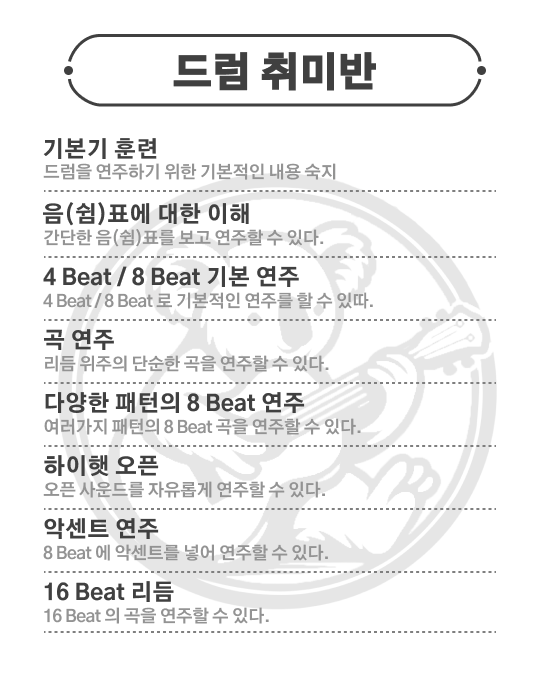 드럼 취미반
기본기 훈련
드럼을 연주하기 위한 기본적인 내용 숙지
음(쉼)표에 대한 이해
간단한 음(쉼)표를 보고 연주할 수 있다.
4 Beat / 8 Beat 기본 연주
4 Beat / 8 Beat 로 기본적인 연주를 할 수 있따.
곡 연주
리듬 위주의 단순한 곡을 연주할 수 있다.
다양한 패턴의 8 Beat 연주
여러가지 패턴의 8 Beat 곡을 연주할 수 있다.
하이햇 오픈
오픈 사운드를 자유롭게 연주할 수 있다.
악센트 연주
8 Beat 에 악센트를 넣어 연주할 수 있다.
16 Beat 리듬
16 Beat 의 곡을 연주할 수 있다.